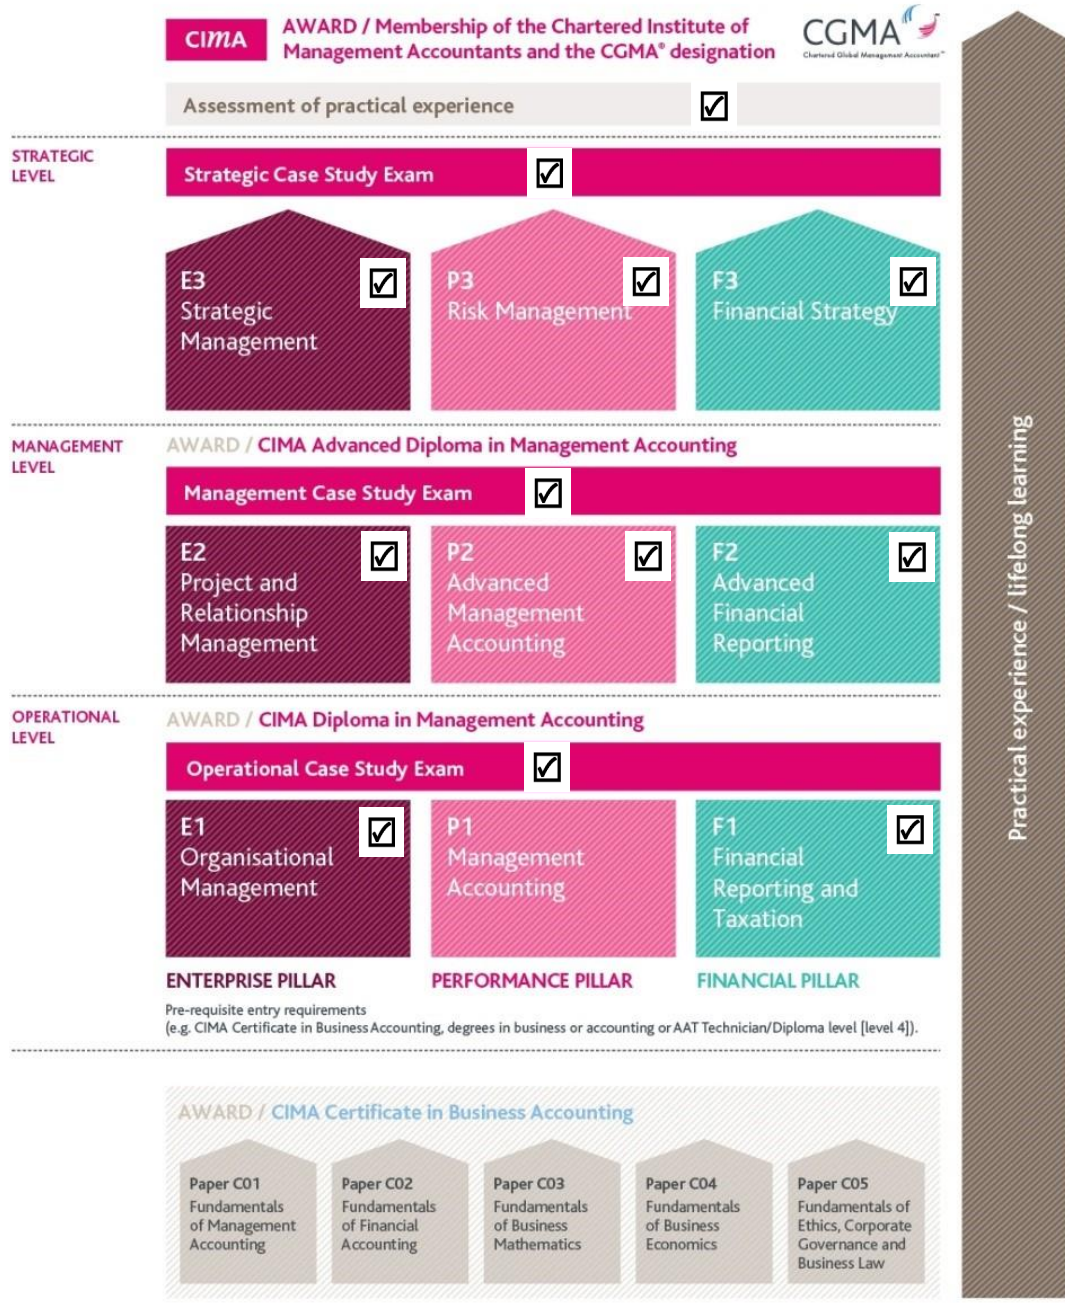 CIMA
AWARD / Membership of the Chartered Institute of
Management Accountants and the CGMA® designation
CGMA
Chartered Global Management Accountant™
Assessment of practical experience
STRATEGIC
LEVEL
Strategic Case Study Exam
E3
Strategic
Management
P3
Risk Management
F3
Financial Strategy
MANAGEMENT
LEVEL
AWARD / CIMA Advanced Diploma in Management Accounting
Management Case Study Exam
E2
Project and
Relationship
Management
P2
Advanced
Management
Accounting
F2
Advanced
Financial
Reporting
OPERATIONAL
LEVEL
AWARD / CIMA Diploma in Management Accounting
Operational Case Study Exam
E1
Organisational
Management
P1
Management
Accounting
F1
Financial
Reporting and
Taxation
ENTERPRISE PILLAR
PERFORMANCE PILLAR
FINANCIAL PILLAR
Pre-requisite entry requirements
(e.g. CIMA Certificate in Business Accounting, degrees in business or accounting or AAT Technician/Diploma level [level 4]).
AWARD / CIMA Certificate in Business Accounting
Paper C01
Fundamentals
of Management
Accounting
Paper C02
Fundamentals
of Financial
Accounting
Paper C03
Fundamentals
of Business
Mathematics
Paper C04
Fundamentals
of Business
Economics
Paper C05
Fundamentals of
Ethics, Corporate
Governance and
Business Law
Practical experience / lifelong learning